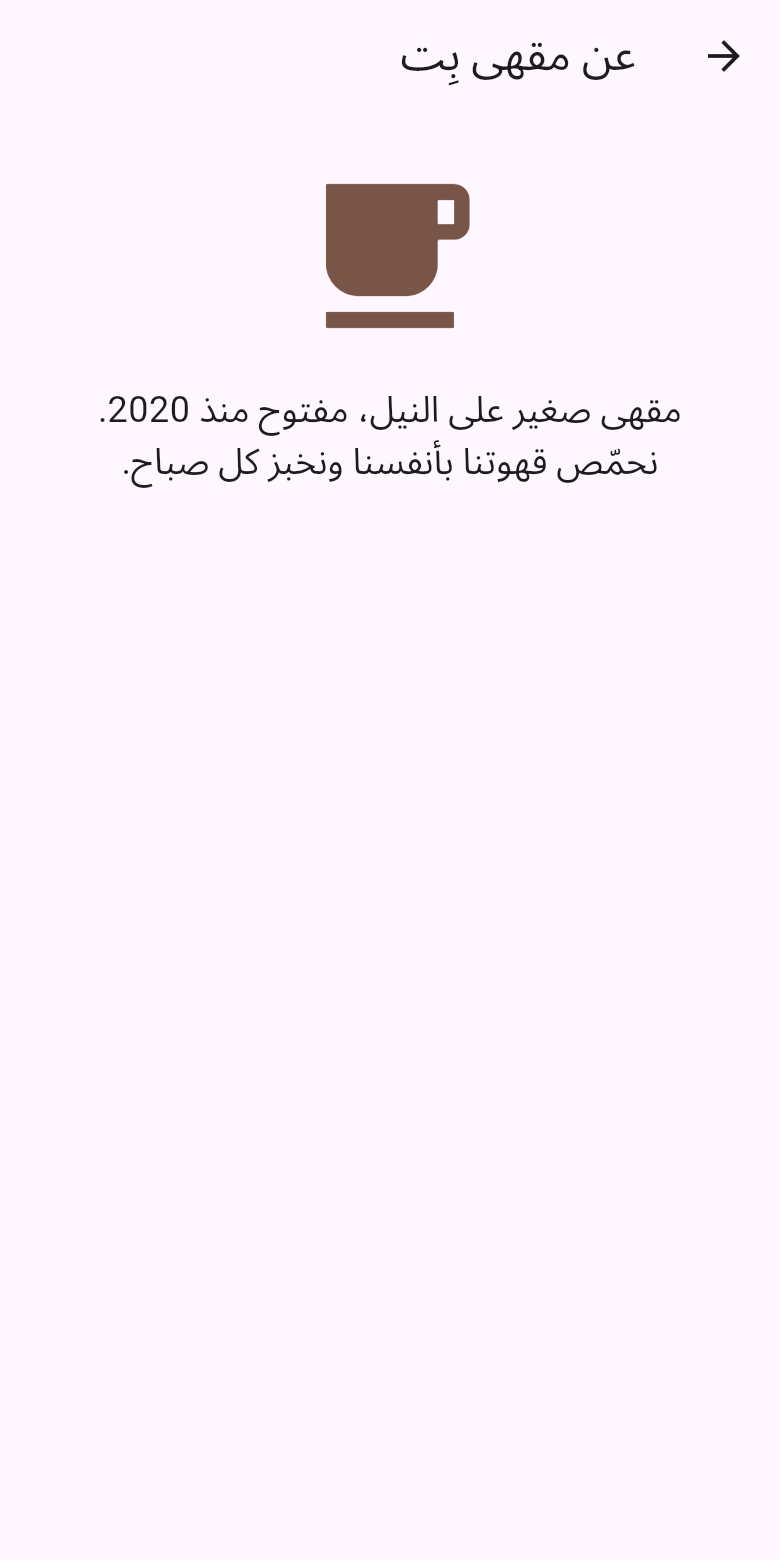 عن مقهى بِت
مقهى صغير على النيل، مفتوح منذ 2020.
نحمّص قهوتنا بأنفسنا ونخبز كل صباح.